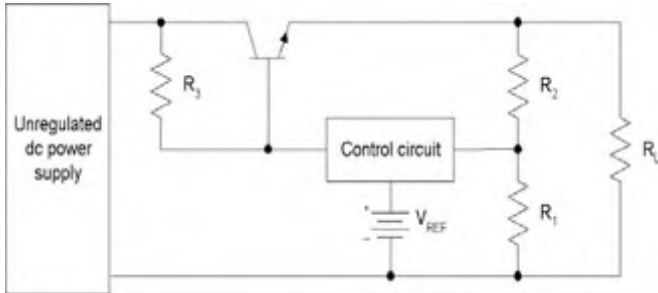 Unregulated
dc power
supply
R3
Control circuit
+
−
VREF
R2
R1
RL